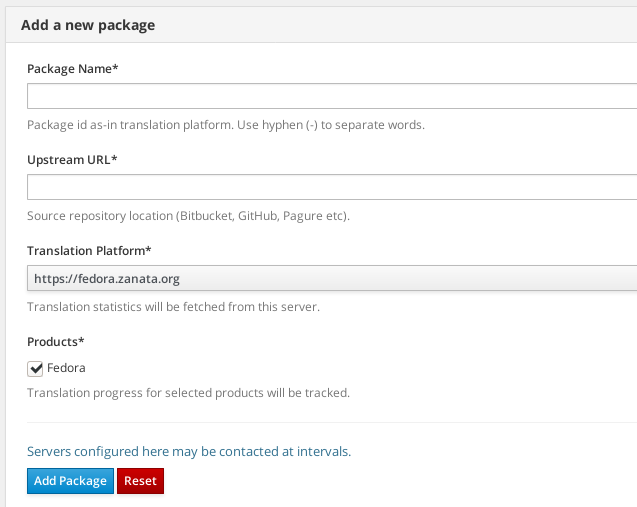 Add a new package
Package Name*
Package id as-in translation platform. Use hyphen (-) to separate words.
Upstream URL*
Source repository location (Bitbucket, GitHub, Pagure etc).
Translation Platform*
https://fedora.zanata.org
Translation statistics will be fetched from this server.
Products*
Fedora
Translation progress for selected products will be tracked.
Servers configured here may be contacted at intervals.
Add Package Reset